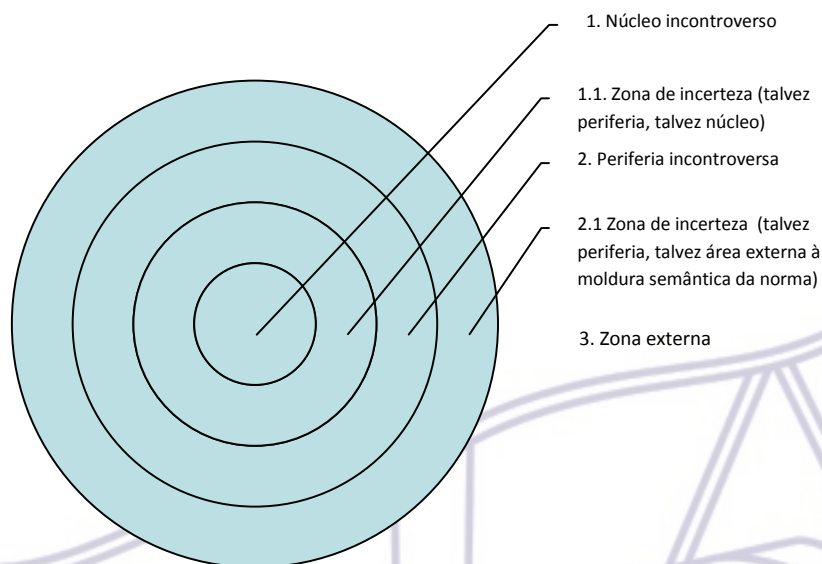 1. Núcleo incontroverso
1.1. Zona de incerteza (talvez
periferia, talvez núcleo)
2. Periferia incontroversa
2.1 Zona de incerteza (talvez
periferia, talvez área externa à
moldura semântica da norma)
3. Zona externa